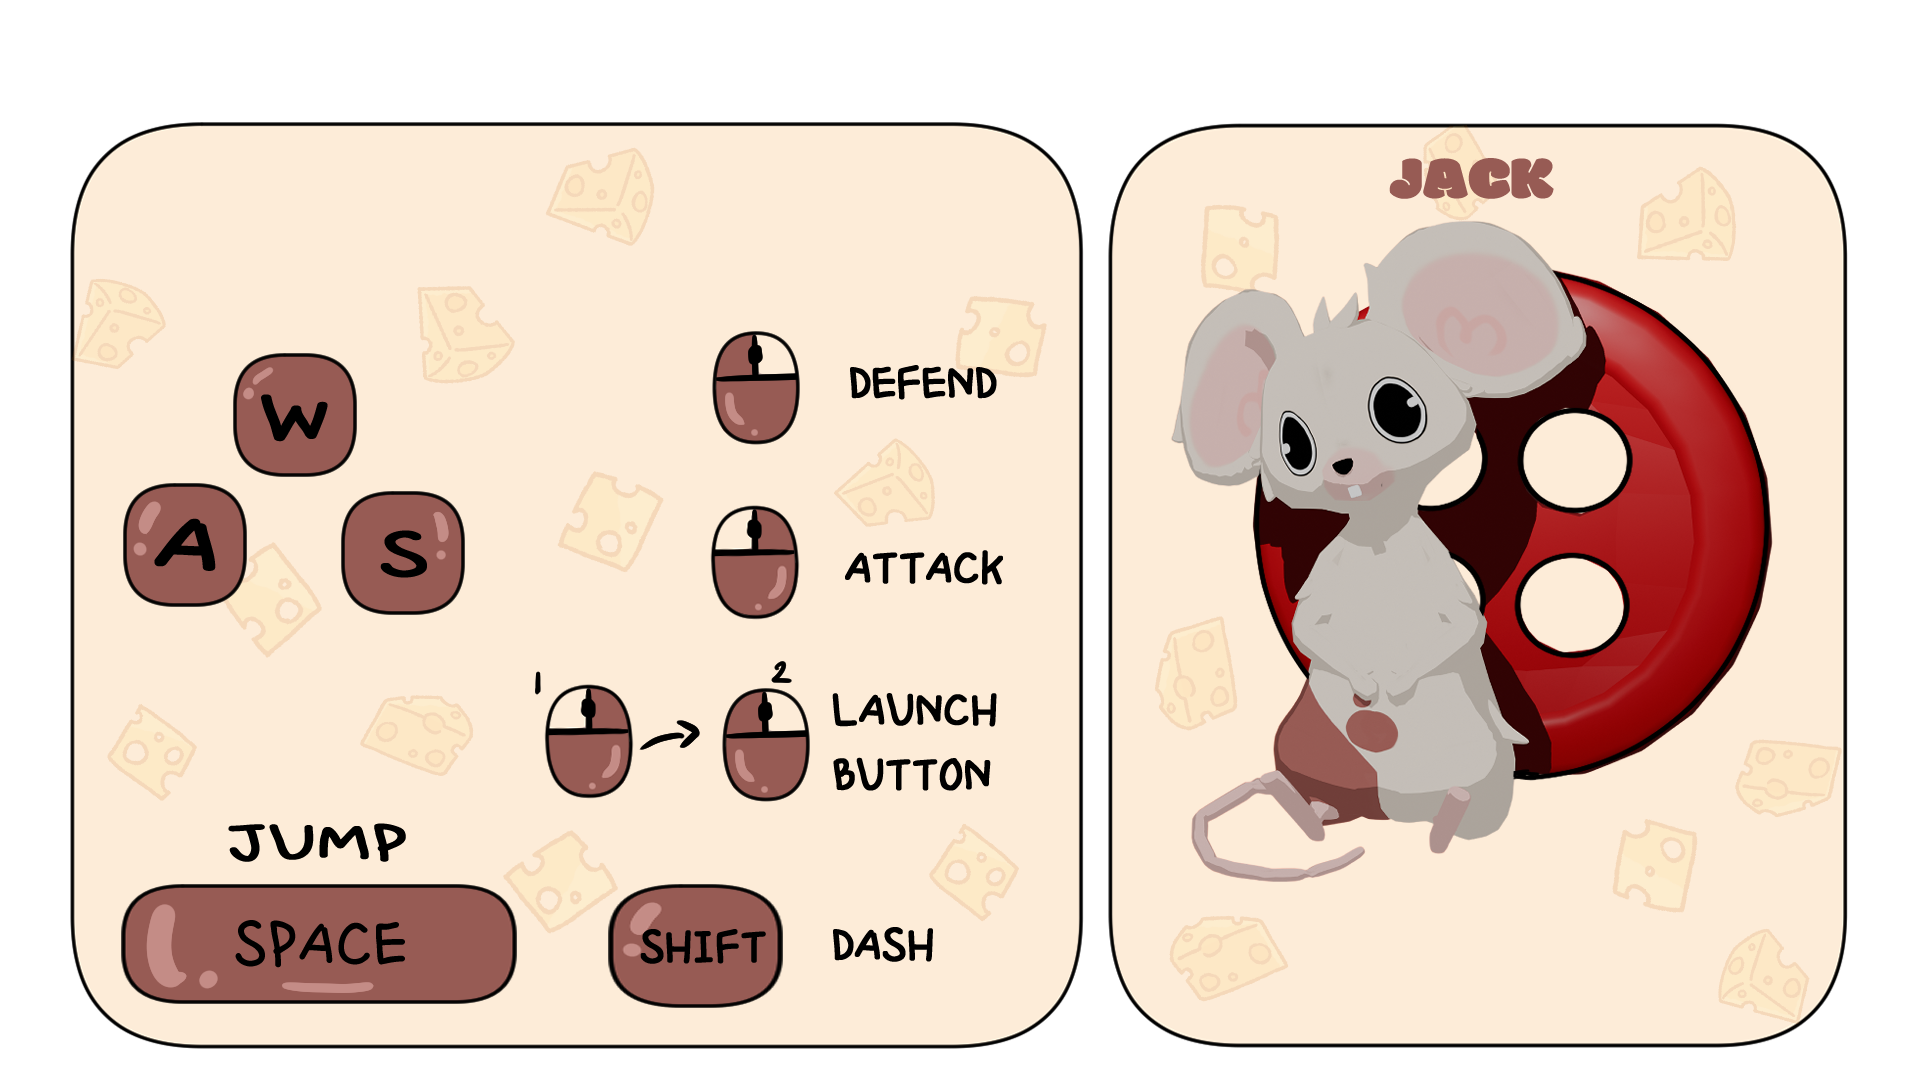 W
A
S
DEFEND
ATTACK
1
2
LAUNCH
BUTTON
JUMP
SPACE
SHIFT
DASH
JACK